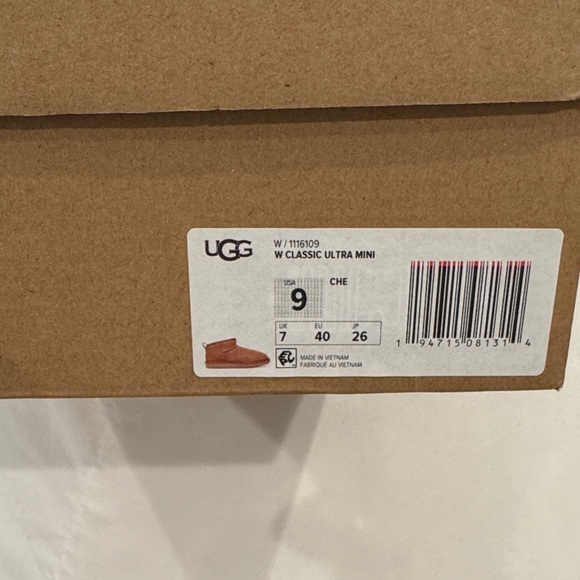 UGG
W / 1116109
W CLASSIC ULTRA MINI
USA
9
CHE
UK EU JP
7 40 26
MADE IN VIETNAM
FABRIQUÉ AU VIETNAM
1 94715 08131 4